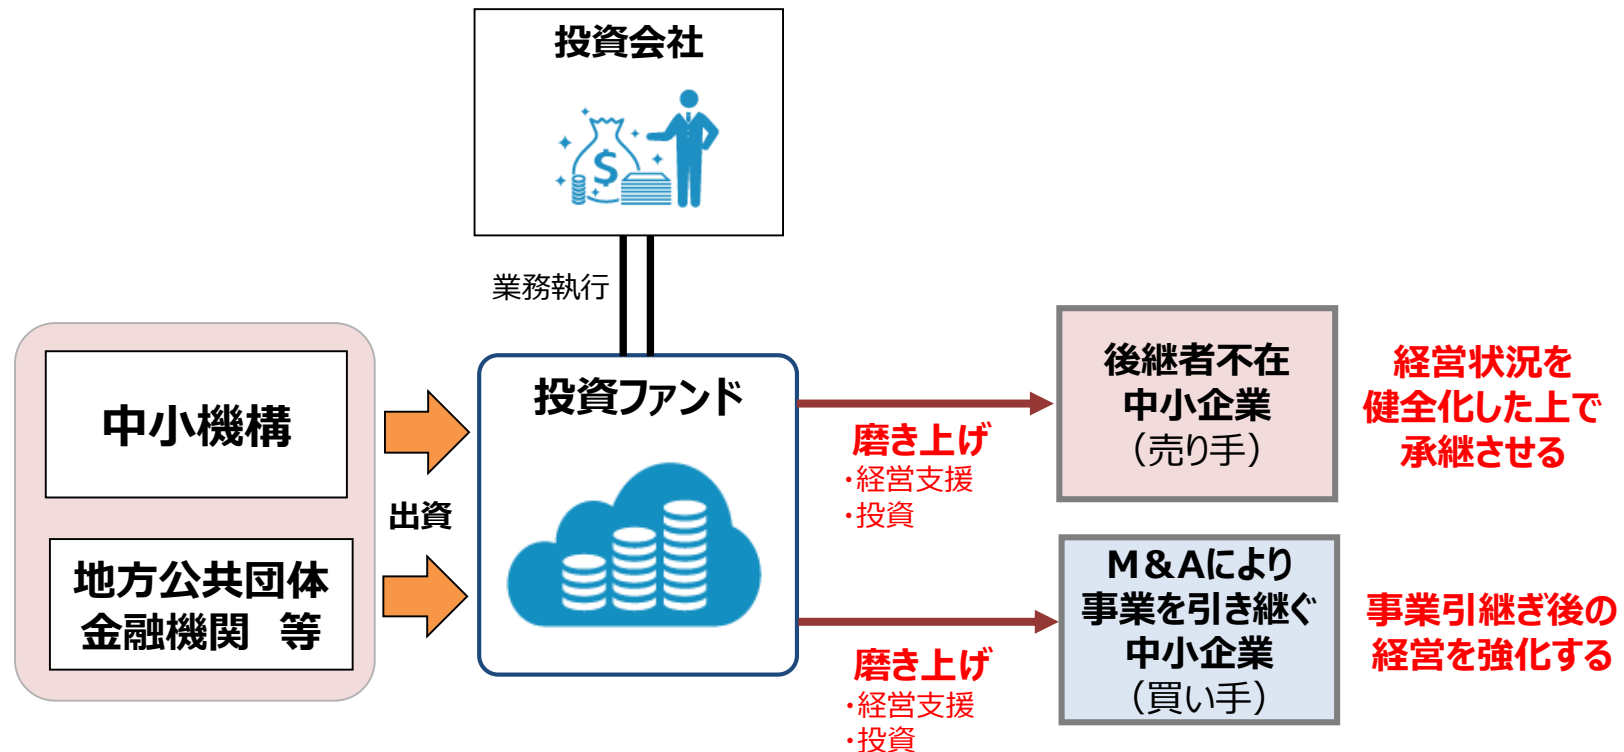 投資会社
$
業務執行
中小機構
地方公共団体
金融機関 等
出資
投資ファンド
磨き上げ
・経営支援
・投資
後継者不在
中小企業
（売り手）
経営状況を
健全化した上で
承継させる
磨き上げ
・経営支援
・投資
M&Aにより
事業を引き継ぐ
中小企業
（買い手）
事業引継ぎ後の
経営を強化する